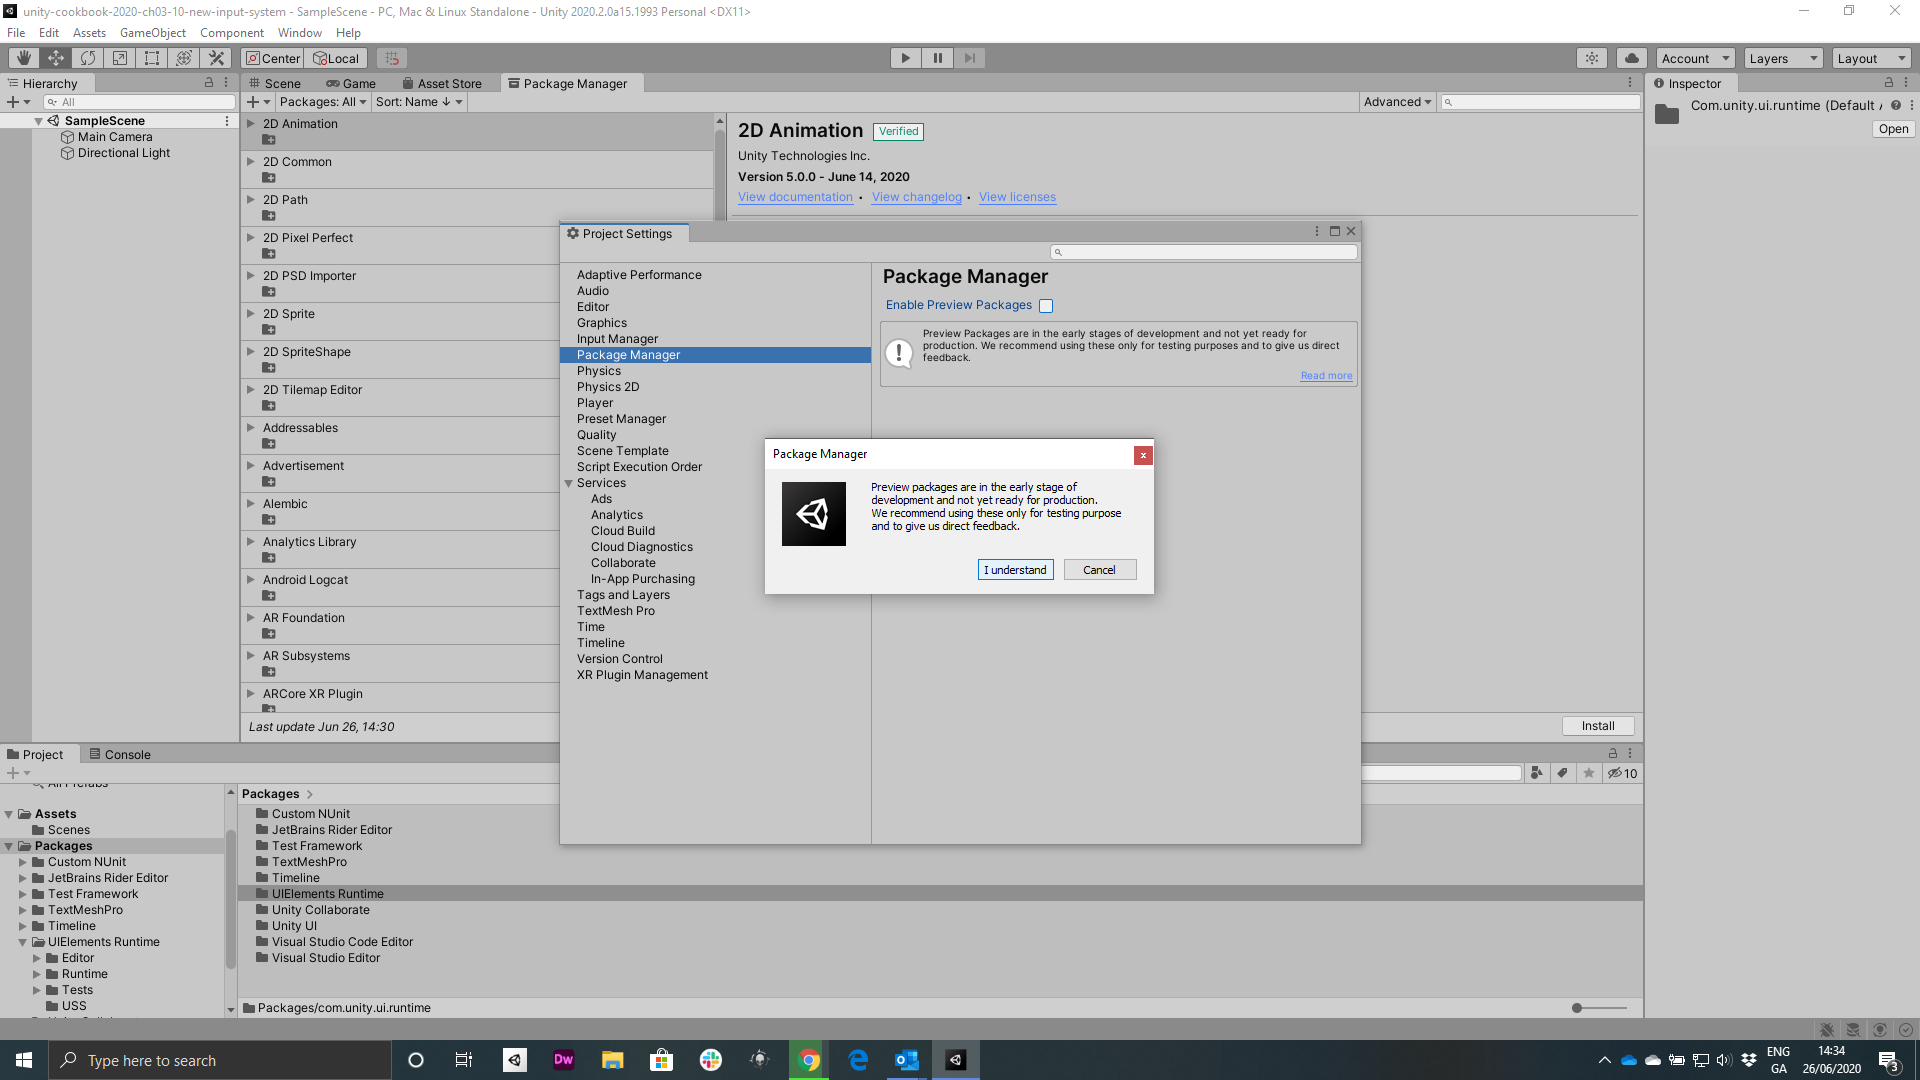 unity-cookbook-2020-ch03-10-new-input-system - SampleScene - PC, Mac & Linux Standalone - Unity 2020.2.0a15.1993 Personal <DX11>
File Edit Assets GameObject Component Window Help
Center Local
Account Layers Layout
Hierarchy
All
SampleScene
Main Camera
Directional Light
Scene Game Asset Store Package Manager
Packages: All Sort: Name ↓ Advanced
2D Animation
2D Common
2D Path
2D Pixel Perfect
2D PSD Importer
2D Sprite
2D SpriteShape
2D Tilemap Editor
Addressables
Advertisement
Alembic
Analytics Library
Android Logcat
AR Foundation
AR Subsystems
ARCore XR Plugin
Last update Jun 26, 14:30
2D Animation Verified
Unity Technologies Inc.
Version 5.0.0 - June 14, 2020
View documentation • View changelog • View licenses
Install
Inspector
Com.unity.ui.runtime (Default
Open
Project Settings
Adaptive Performance
Audio
Editor
Graphics
Input Manager
Package Manager
Physics
Physics 2D
Player
Preset Manager
Quality
Scene Template
Script Execution Order
Services
Ads
Analytics
Cloud Build
Cloud Diagnostics
Collaborate
In-App Purchasing
Tags and Layers
TextMesh Pro
Time
Timeline
Version Control
XR Plugin Management
Package Manager
Enable Preview Packages
Preview Packages are in the early stages of development and not yet ready for
production. We recommend using these only for testing purposes and to give us direct
feedback.
Read more
Package Manager
Preview packages are in the early stage of
development and not yet ready for production.
We recommend using these only for testing purpose
and to give us direct feedback.
I understand Cancel
Project Console
10
Assets
Scenes
Packages
Custom NUnit
JetBrains Rider Editor
Test Framework
TextMeshPro
Timeline
UIElements Runtime
Editor
Runtime
Tests
USS
Packages
Custom NUnit
JetBrains Rider Editor
Test Framework
TextMeshPro
Timeline
UIElements Runtime
Unity Collaborate
Unity UI
Visual Studio Code Editor
Visual Studio Editor
Packages/com.unity.ui.runtime
Type here to search
Dw
ENG
GA
14:34
26/06/2020
3